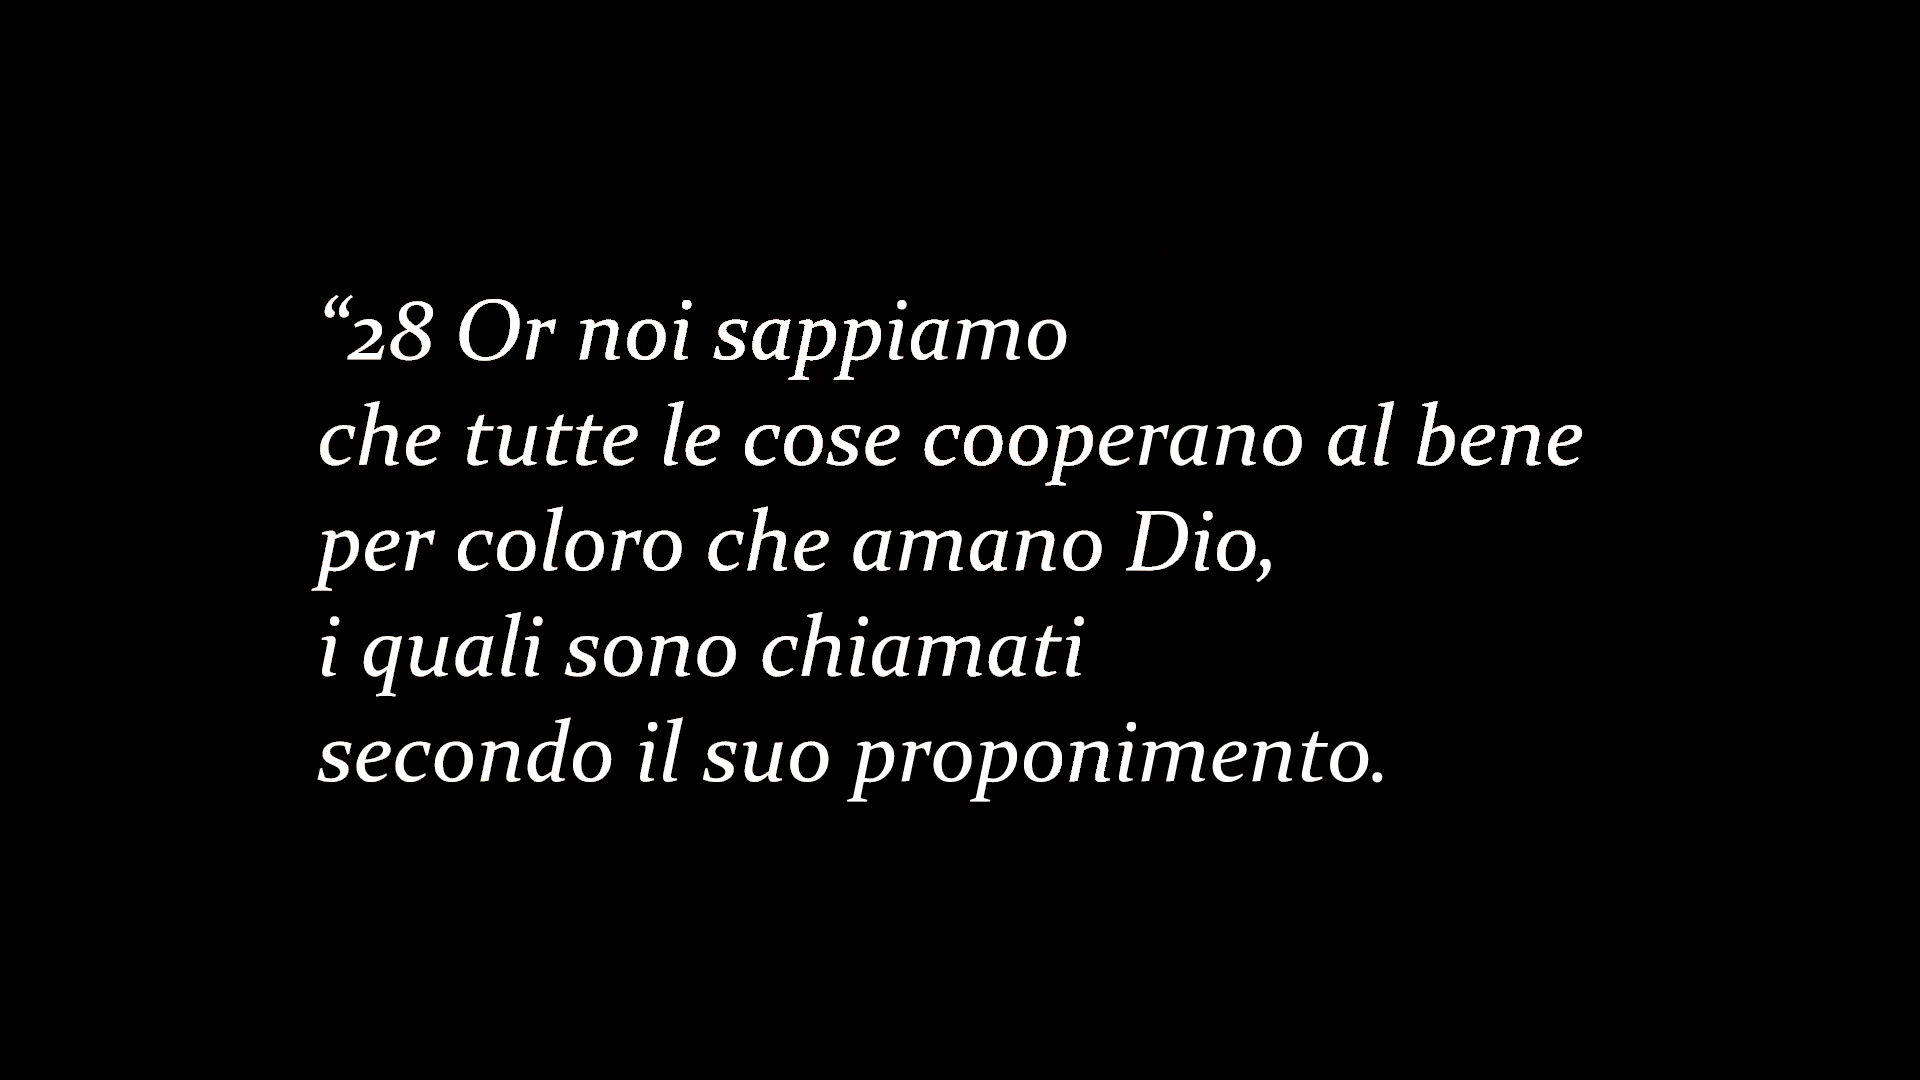 “28 Or noi sappiamo
che tutte le cose cooperano al bene
per coloro che amano Dio,
i quali sono chiamati
secondo il suo proponimento.